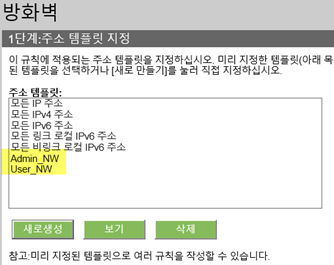 방화벽
1단계:주소 템플릿 지정
이 규칙에 적용되는 주소 템플릿을 지정하십시오. 미리 지정한 템플릿(아래 목
된 템플릿을 선택하거나 [새로 만들기]를 눌러 직접 지정하십시오.
주소 템플릿:
모든 IP 주소
모든 IPv4 주소
모든 IPv6 주소
모든 링크 로컬 IPv6 주소
모든 비링크 로컬 IPv6 주소
Admin_NW
User_NW
새로생성 보기 삭제
참고:미리 지정된 템플릿으로 여러 규칙을 작성할 수 있습니다.